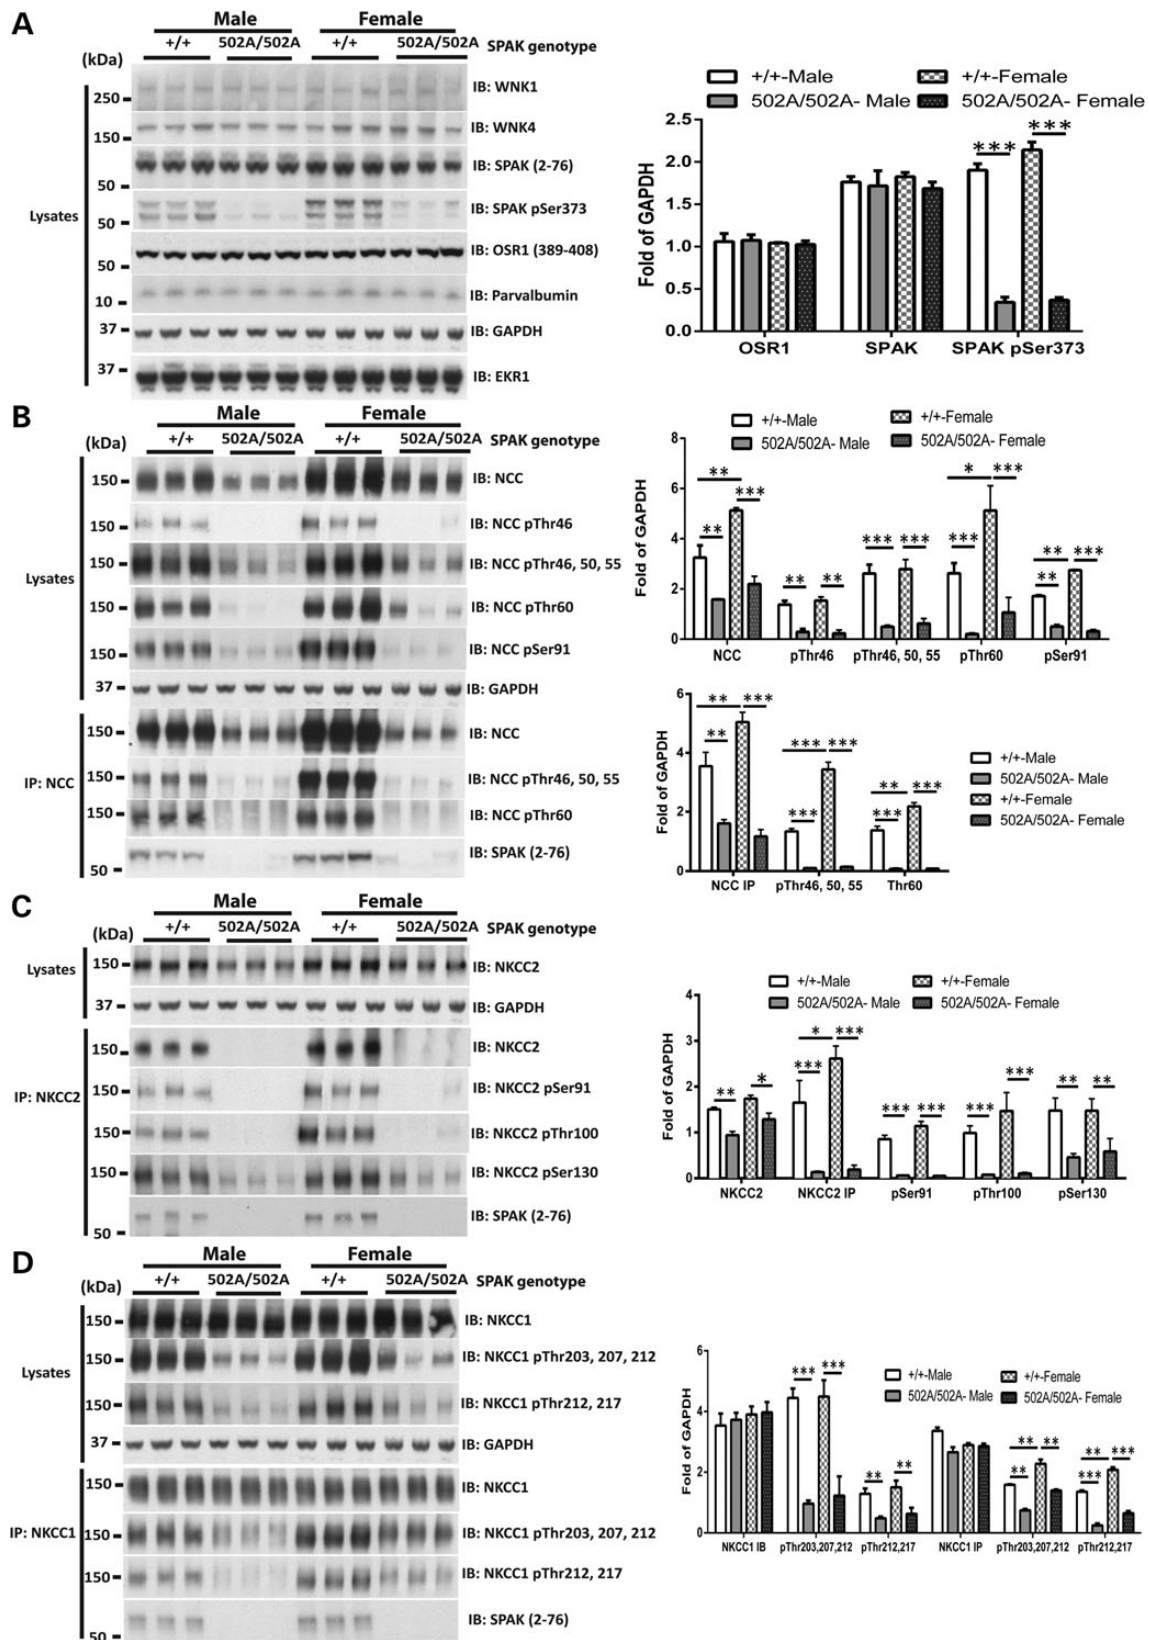 A
Male Female
+/+ 502A/502A +/+ 502A/502A SPAK genotype
(kDa)
250 IB: WNK1
150 IB: WNK4
IB: SPAK (2-76)
50
IB: SPAK pSer373
50
Lysates
IB: OSR1 (389-408)
50
IB: Parvalbumin
10
37 IB: GAPDH
37 IB: EKR1
+/+-Male +/+-Female
502A/502A- Male 502A/502A- Female
Fold of GAPDH
2.5
2.0
1.5
1.0
0.5
0.0
*** ***
OSR1 SPAK SPAK pSer373
B
Male Female
(kDa) +/+ 502A/502A +/+ 502A/502A SPAK genotype
Lysates
150 IB: NCC
150 IB: NCC pThr46
150 IB: NCC pThr46, 50, 55
150 IB: NCC pThr60
150 IB: NCC pSer91
37 IB: GAPDH
IP: NCC
150 IB: NCC
150 IB: NCC pThr46, 50, 55
150 IB: NCC pThr60
IB: SPAK (2-76)
50
+/+-Male +/+-Female
502A/502A- Male 502A/502A- Female
Fold of GAPDH
8
6
4
2
0
** * ***
*** ** ***
** *** *** *** **
** **
NCC pThr46 pThr46, 50, 55 pThr60 pSer91
Fold of GAPDH
6
4
2
0
** ***
** *** ***
** ***
*** ***
NCC IP pThr46, 50, 55 Thr60
+/+-Male
502A/502A- Male
+/+-Female
502A/502A- Female
C
Male Female
(kDa) +/+ 502A/502A +/+ 502A/502A SPAK genotype
Lysates
150 IB: NKCC2
37 IB: GAPDH
IP: NKCC2
150 IB: NKCC2
150 IB: NKCC2 pSer91
150 IB: NKCC2 pThr100
150 IB: NKCC2 pSer130
IB: SPAK (2-76)
50
+/+-Male +/+-Female
502A/502A- Male 502A/502A- Female
Fold of GAPDH
4
3
2
1
0
* ***
** * *** *** *** *** *** ** **
NKCC2 NKCC2 IP pSer91 pThr100 pSer130
D
Male Female
(kDa) +/+ 502A/502A +/+ 502A/502A SPAK genotype
Lysates
150 IB: NKCC1
150 IB: NKCC1 pThr203, 207, 212
150 IB: NKCC1 pThr212, 217
37 IB: GAPDH
IP: NKCC1
150 IB: NKCC1
150 IB: NKCC1 pThr203, 207, 212
150 IB: NKCC1 pThr212, 217
IB: SPAK (2-76)
50
+/+-Male +/+-Female
502A/502A- Male 502A/502A- Female
Fold of GAPDH
6
4
2
0
*** ***
** ** ** ** ** ***
** ** *** 
NKCC1 IB pThr203,207,212 pThr212,217 NKCC1 IP pThr203,207,212 pThr212,217